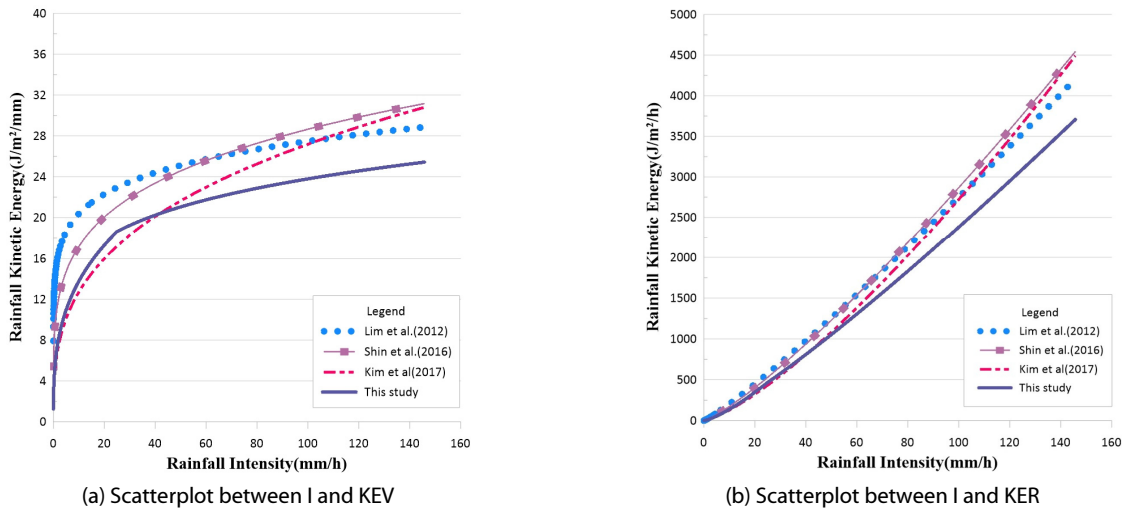 40
36
32
28
24
20
16
12
8
4
0
Rainfall Kinetic Energy(J/m²/mm)
0 20 40 60 80 100 120 140 160
Rainfall Intensity(mm/h)
Legend
Lim et al.(2012)
Shin et al.(2016)
Kim et al(2017)
This study
(a) Scatterplot between I and KEV
5000
4500
4000
3500
3000
2500
2000
1500
1000
500
0
Rainfall Kinetic Energy(J/m²/h)
0 20 40 60 80 100 120 140 160
Rainfall Intensity(mm/h)
Legend
Lim et al.(2012)
Shin et al.(2016)
Kim et al(2017)
This study
(b) Scatterplot between I and KER